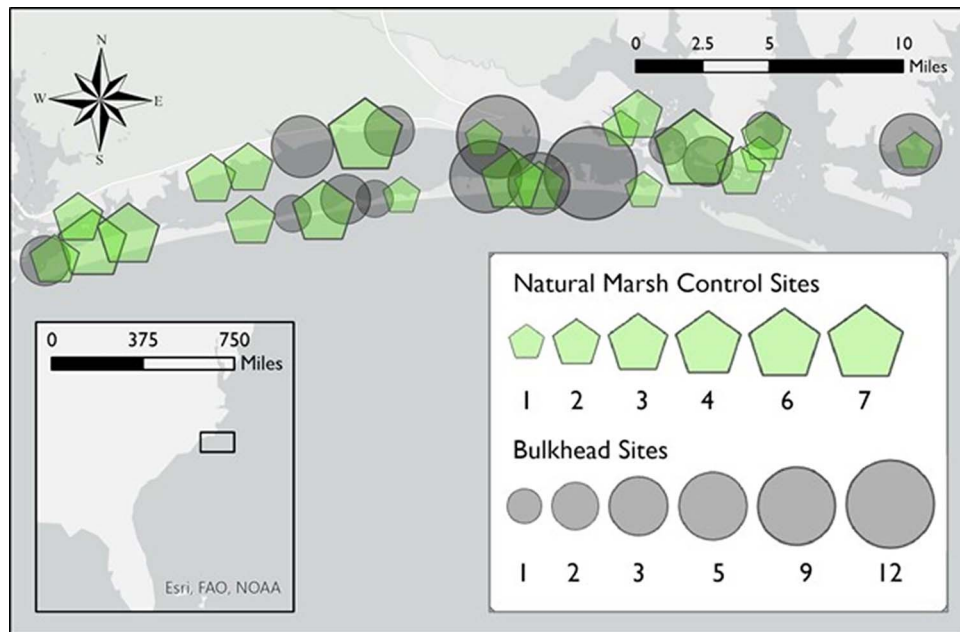 N
W E
S
0 2.5 5 10
Miles
Natural Marsh Control Sites
1 2 3 4 6 7
Bulkhead Sites
1 2 3 5 9 12
0 375 750
Miles
Esri, FAO, NOAA